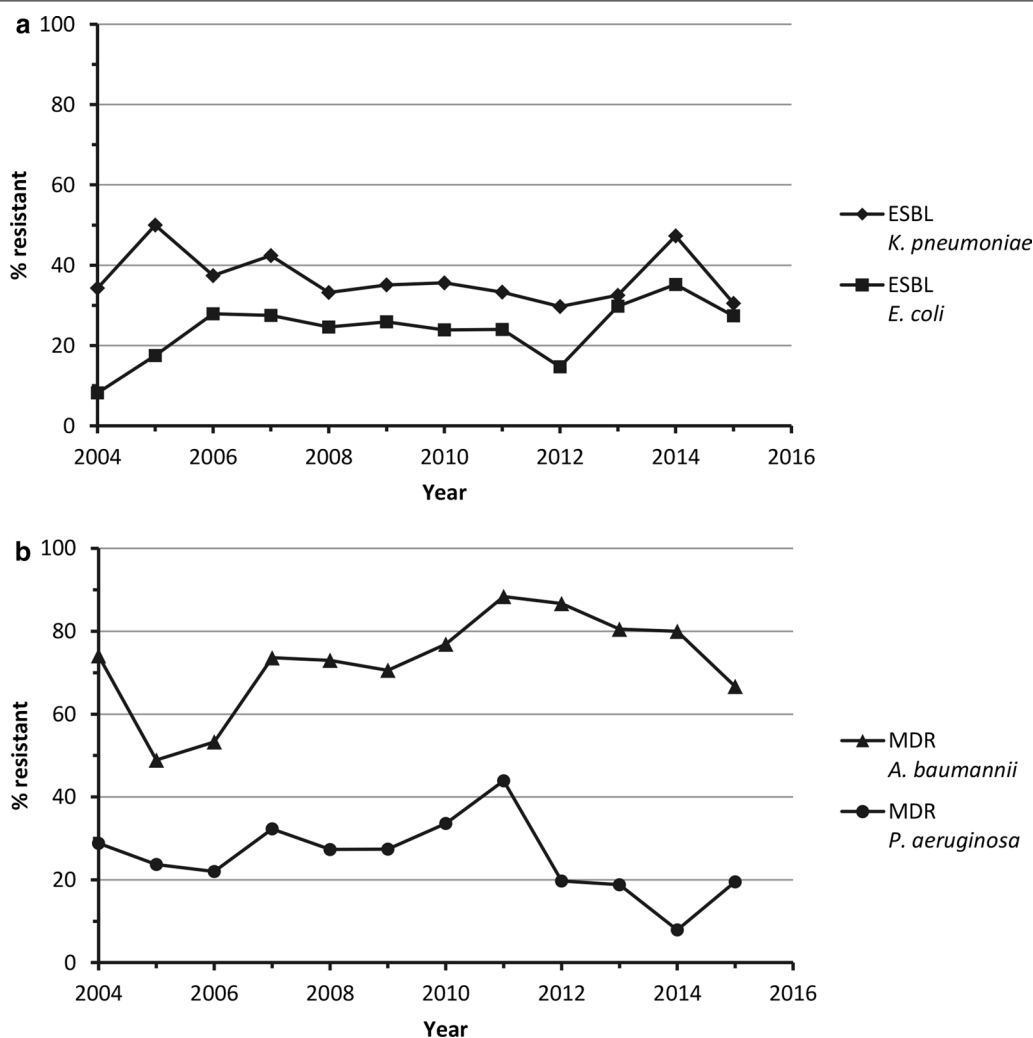 a
100
80
60
40
20
0
% resistant
2004 2006 2008 2010 2012 2014 2016
Year
ESBL
K. pneumoniae
ESBL
E. coli
b
100
80
60
40
20
0
% resistant
2004 2006 2008 2010 2012 2014 2016
Year
MDR
A. baumannii
MDR
P. aeruginosa